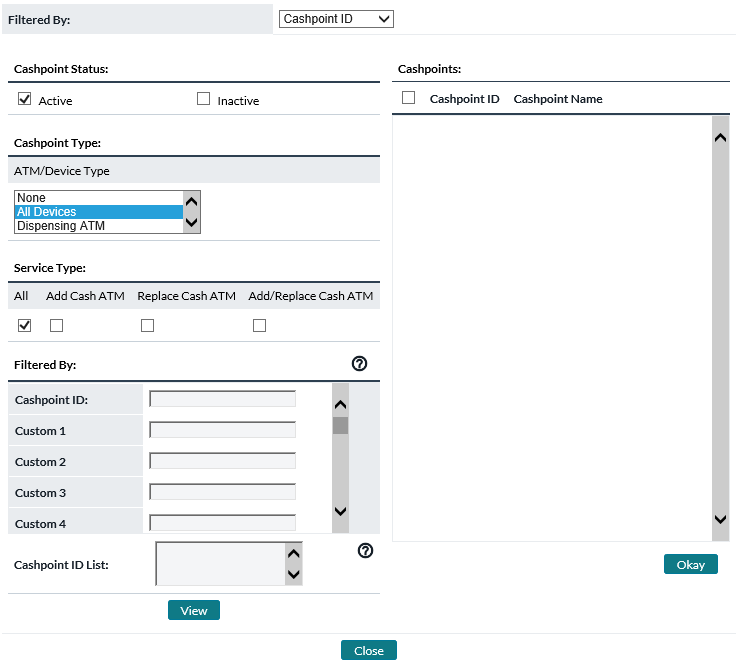 Filtered By: Cashpoint ID
Cashpoint Status:
Active Inactive
Cashpoint Type:
ATM/Device Type
None
All Devices
Dispensing ATM
Service Type:
All Add Cash ATM Replace Cash ATM Add/Replace Cash ATM
Filtered By:
Cashpoint ID:
Custom 1
Custom 2
Custom 3
Custom 4
Cashpoint ID List:
View
Cashpoints:
Cashpoint ID Cashpoint Name
Okay
Close